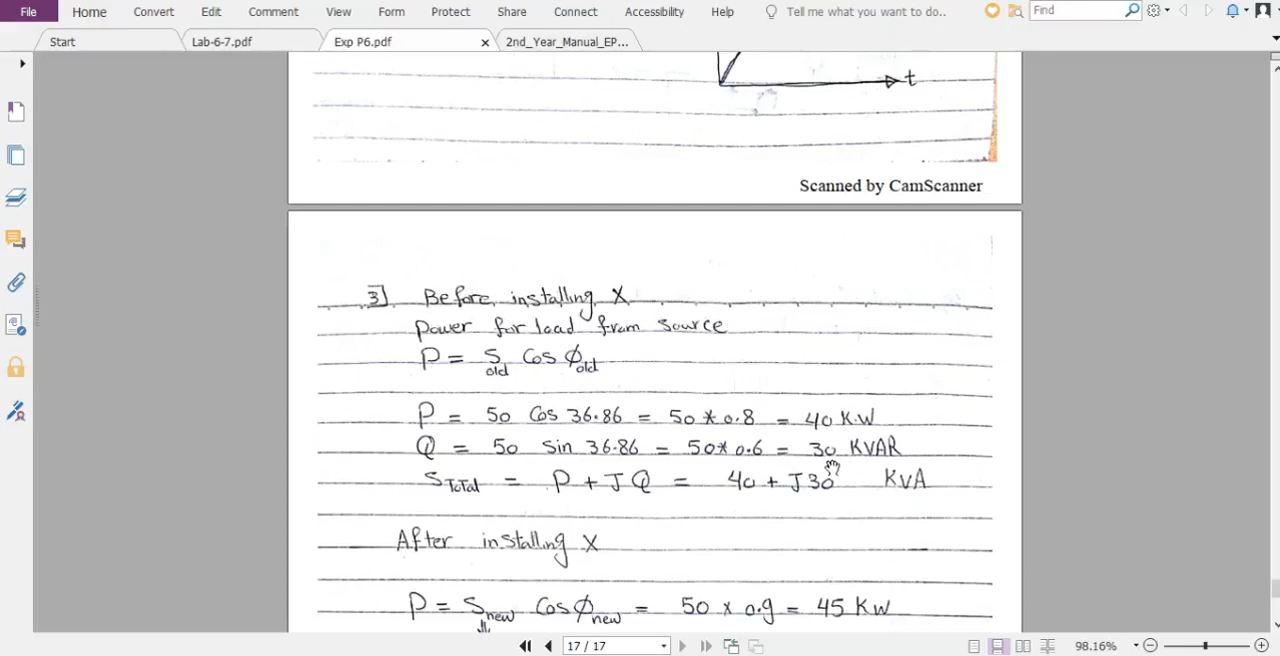 File Home Convert Edit Comment View Form Protect Share Connect Accessibility Help Tell me what you want to do.. Find
Start Lab-6-7.pdf Exp P6.pdf 2nd_Year_Manual_EP...
t
Scanned by CamScanner
3] Before installing X
Power for load from source
P = S old Cos ϕ old
P = 50 Cos 36.86 = 50 * 0.8 = 40 K.W
Q = 50 sin 36.86 = 50* 0.6 = 30 KVAR
S Total = P + J Q = 40 + J 30 KVA
After installing X
P = S new Cos ϕ new = 50 x 0.9 = 45 KW
17 / 17 98.16%